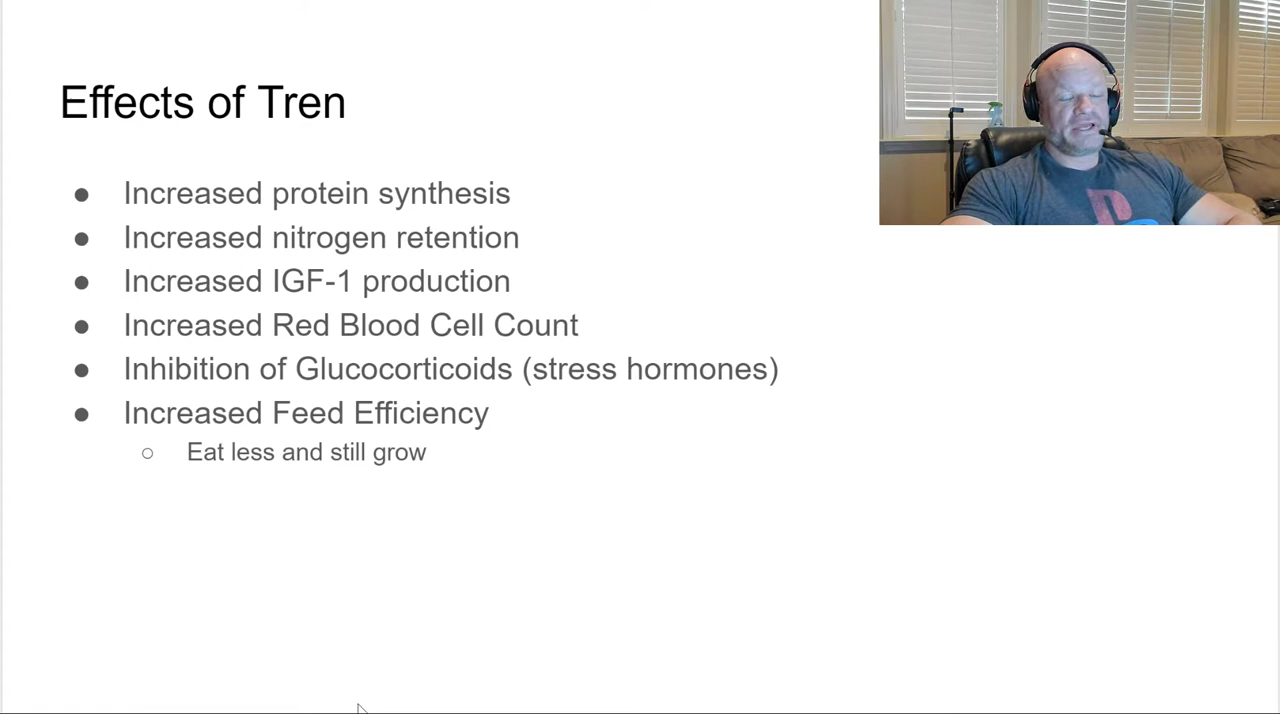 Effects of Tren
● Increased protein synthesis
● Increased nitrogen retention
● Increased IGF-1 production
● Increased Red Blood Cell Count
● Inhibition of Glucocorticoids (stress hormones)
● Increased Feed Efficiency
○ Eat less and still grow